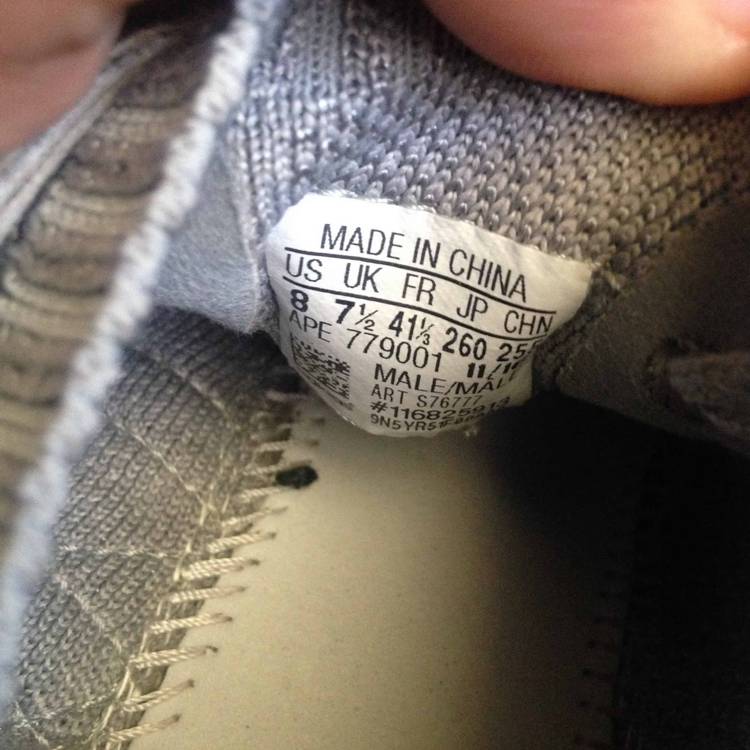 MADE IN CHINA
US UK FR JP CHN
8 7½ 41⅓ 260
APE 779001
MALE/MALE
ART S76777